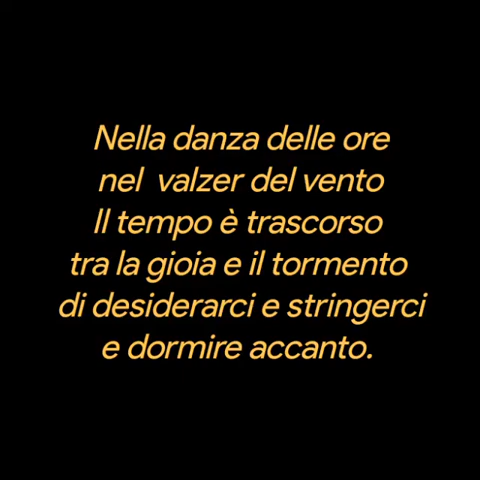 Nella danza delle ore
nel  valzer del vento
Il tempo è trascorso
tra la gioia e il tormento
di desiderarci e stringerci
e dormire accanto.